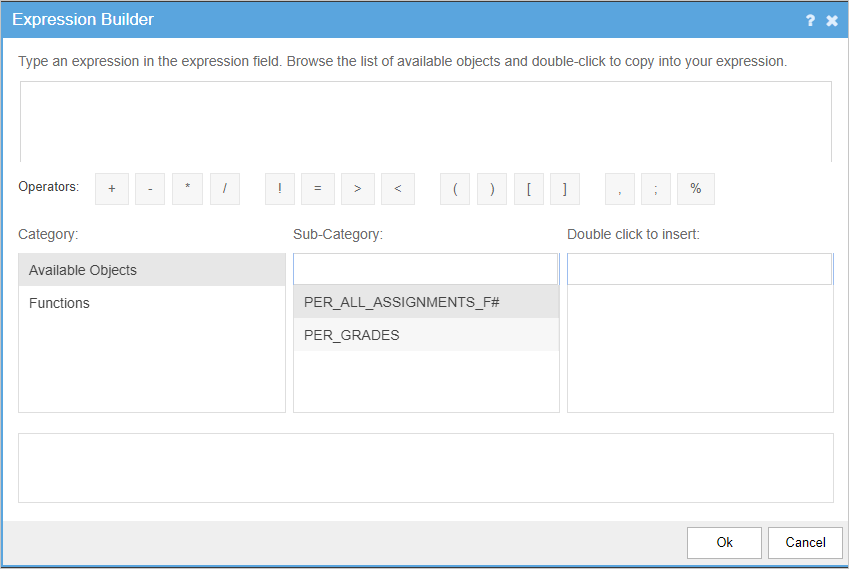 Expression Builder ? ✖
Type an expression in the expression field. Browse the list of available objects and double-click to copy into your expression.
Operators: + - * / ! = > < ( ) [ ] , ; %
Category: Sub-Category: Double click to insert:
Available Objects
Functions
PER_ALL_ASSIGNMENTS_F#
PER_GRADES
Ok Cancel